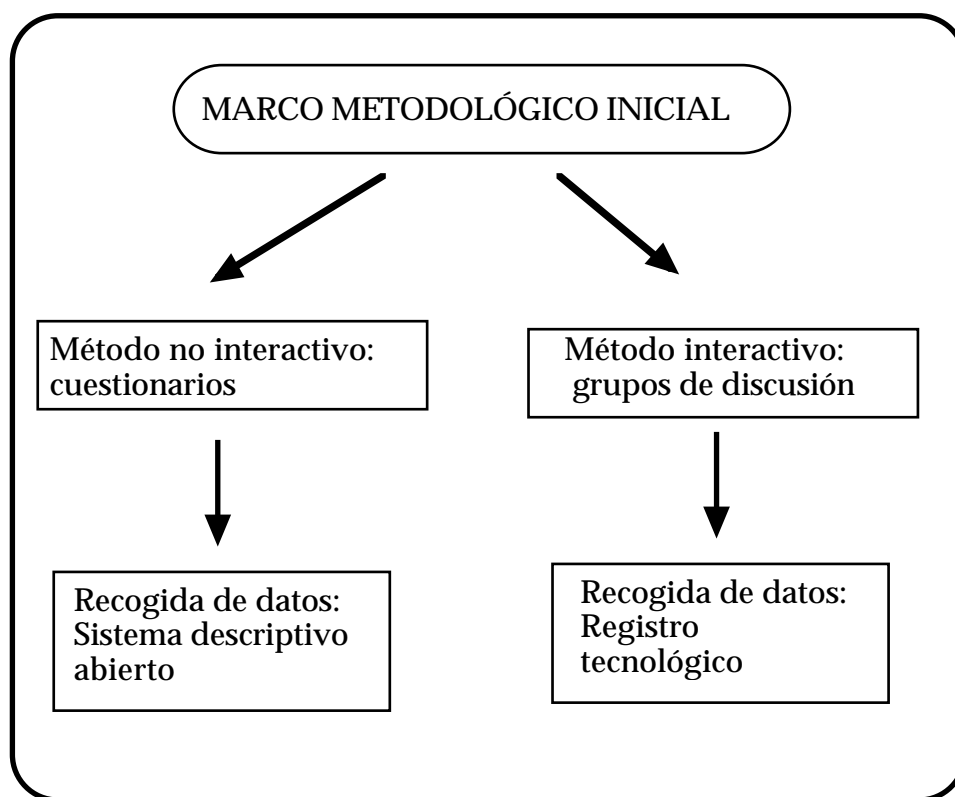 MARCO METODOLÓGICO INICIAL
Método no interactivo:
cuestionarios
Método interactivo:
grupos de discusión
Recogida de datos:
Sistema descriptivo
abierto
Recogida de datos:
Registro
tecnológico